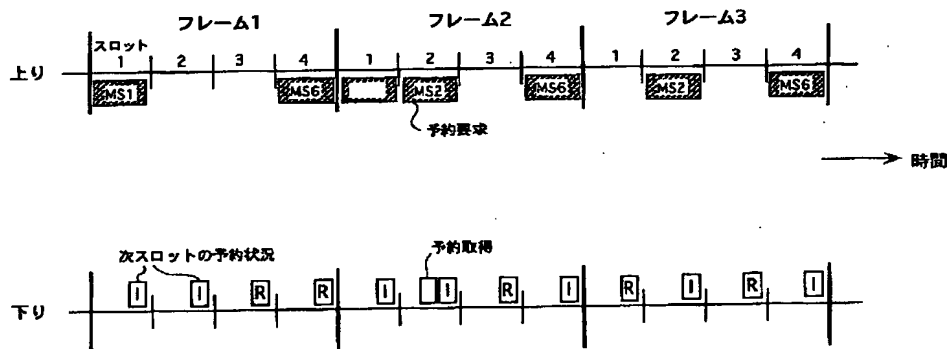 フレーム1 フレーム2 フレーム3
スロット
上り 1 2 3 4 1 2 3 4 1 2 3 4
MS1 MS6 MS2 MS6 MS2 MS6
予約要求
時間
次スロットの予約状況 予約取得
I I R R I I R I R I R I
下り